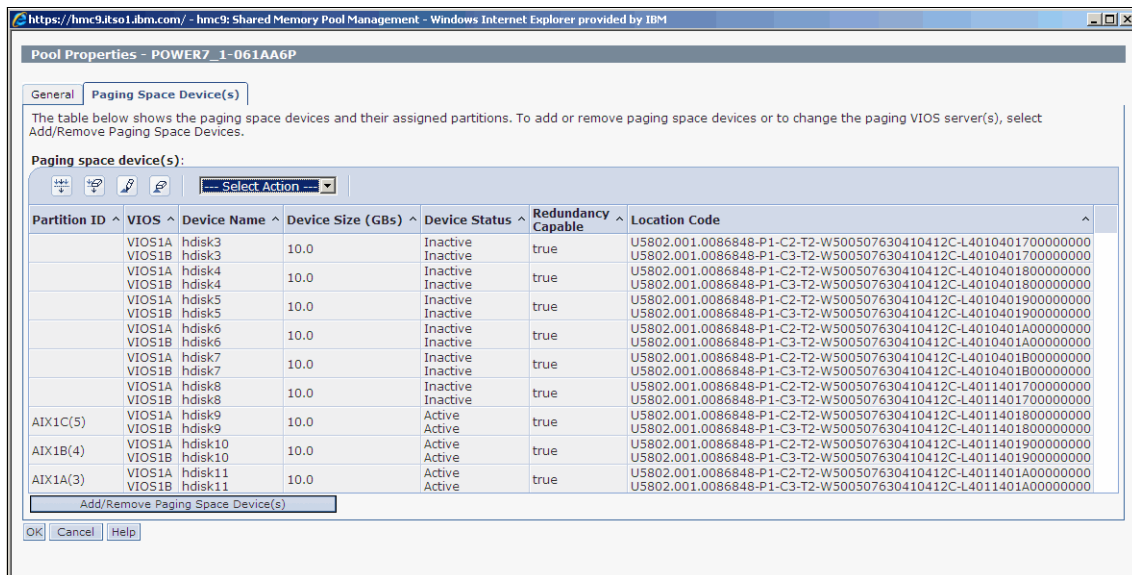 https://hmc9.itso1.ibm.com/ - hmc9: Shared Memory Pool Management - Windows Internet Explorer provided by IBM
Pool Properties - POWER7_1-061AA6P
General Paging Space Device(s)
The table below shows the paging space devices and their assigned partitions. To add or remove paging space devices or to change the paging VIOS server(s), select
Add/Remove Paging Space Devices.
Paging space device(s):
--- Select Action ---
Partition ID ^ VIOS ^ Device Name ^ Device Size (GBs) ^ Device Status ^ Redundancy Capable ^ Location Code ^
VIOS1A hdisk3 10.0 Inactive true U5802.001.0086848-P1-C2-T2-W500507630410412C-L4010401700000000
VIOS1B hdisk3 Inactive U5802.001.0086848-P1-C3-T2-W500507630410412C-L4010401700000000
VIOS1A hdisk4 10.0 Inactive true U5802.001.0086848-P1-C2-T2-W500507630410412C-L4010401800000000
VIOS1B hdisk4 Inactive U5802.001.0086848-P1-C3-T2-W500507630410412C-L4010401800000000
VIOS1A hdisk5 10.0 Inactive true U5802.001.0086848-P1-C2-T2-W500507630410412C-L4010401900000000
VIOS1B hdisk5 Inactive U5802.001.0086848-P1-C3-T2-W500507630410412C-L4010401900000000
VIOS1A hdisk6 10.0 Inactive true U5802.001.0086848-P1-C2-T2-W500507630410412C-L4010401A00000000
VIOS1B hdisk6 Inactive U5802.001.0086848-P1-C3-T2-W500507630410412C-L4010401A00000000
VIOS1A hdisk7 10.0 Inactive true U5802.001.0086848-P1-C2-T2-W500507630410412C-L4010401B00000000
VIOS1B hdisk7 Inactive U5802.001.0086848-P1-C3-T2-W500507630410412C-L4010401B00000000
VIOS1A hdisk8 10.0 Inactive true U5802.001.0086848-P1-C2-T2-W500507630410412C-L4011401700000000
VIOS1B hdisk8 Inactive U5802.001.0086848-P1-C3-T2-W500507630410412C-L4011401700000000
AIX1C(5) VIOS1A hdisk9 10.0 Active true U5802.001.0086848-P1-C2-T2-W500507630410412C-L4011401800000000
VIOS1B hdisk9 Active U5802.001.0086848-P1-C3-T2-W500507630410412C-L4011401800000000
AIX1B(4) VIOS1A hdisk10 10.0 Active true U5802.001.0086848-P1-C2-T2-W500507630410412C-L4011401900000000
VIOS1B hdisk10 Active U5802.001.0086848-P1-C3-T2-W500507630410412C-L4011401900000000
AIX1A(3) VIOS1A hdisk11 10.0 Active true U5802.001.0086848-P1-C2-T2-W500507630410412C-L4011401A00000000
VIOS1B hdisk11 Active U5802.001.0086848-P1-C3-T2-W500507630410412C-L4011401A00000000
Add/Remove Paging Space Device(s)
OK Cancel Help